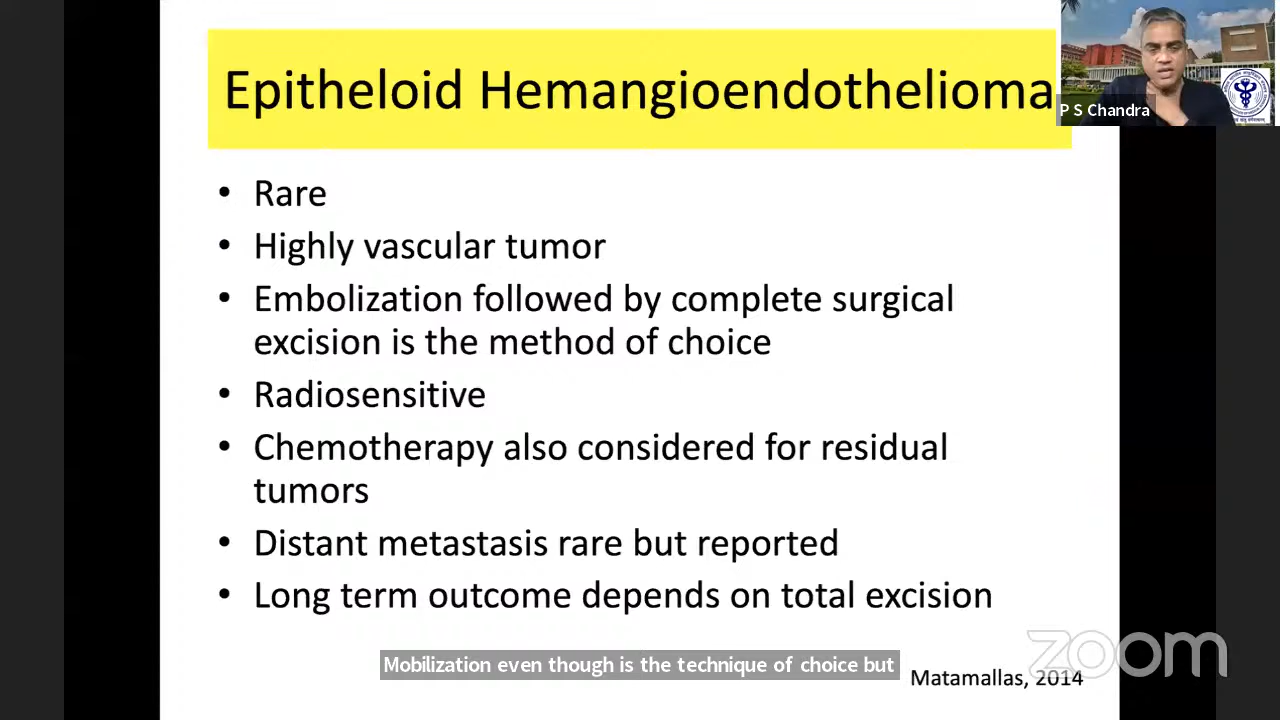 Epitheloid Hemangioendothelioma
P S Chandra
• Rare
• Highly vascular tumor
• Embolization followed by complete surgical
excision is the method of choice
• Radiosensitive
• Chemotherapy also considered for residual
tumors
• Distant metastasis rare but reported
• Long term outcome depends on total excision
Mobilization even though is the technique of choice but
Matamallas, 2014
zoom